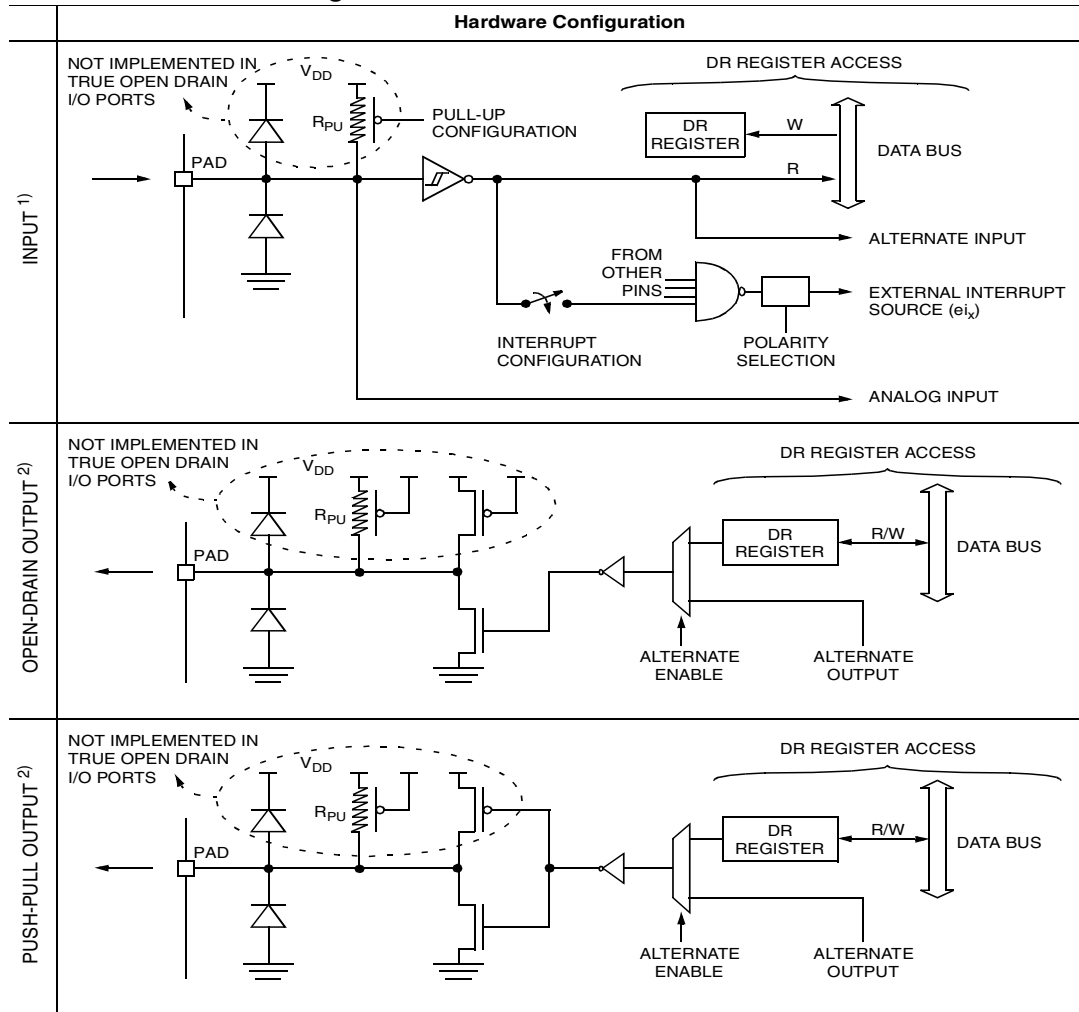 Hardware Configuration
INPUT 1)
NOT IMPLEMENTED IN
TRUE OPEN DRAIN
I/O PORTS
VDD
RPU
PULL-UP
CONFIGURATION
PAD
DR REGISTER ACCESS
DR
REGISTER
W
R
DATA BUS
ALTERNATE INPUT
FROM
OTHER
PINS
EXTERNAL INTERRUPT
SOURCE (eix)
INTERRUPT
CONFIGURATION
POLARITY
SELECTION
ANALOG INPUT
OPEN-DRAIN OUTPUT 2)
NOT IMPLEMENTED IN
TRUE OPEN DRAIN
I/O PORTS
VDD
RPU
PAD
DR REGISTER ACCESS
DR
REGISTER
R/W
DATA BUS
ALTERNATE
ENABLE
ALTERNATE
OUTPUT
PUSH-PULL OUTPUT 2)
NOT IMPLEMENTED IN
TRUE OPEN DRAIN
I/O PORTS
VDD
RPU
PAD
DR REGISTER ACCESS
DR
REGISTER
R/W
DATA BUS
ALTERNATE
ENABLE
ALTERNATE
OUTPUT